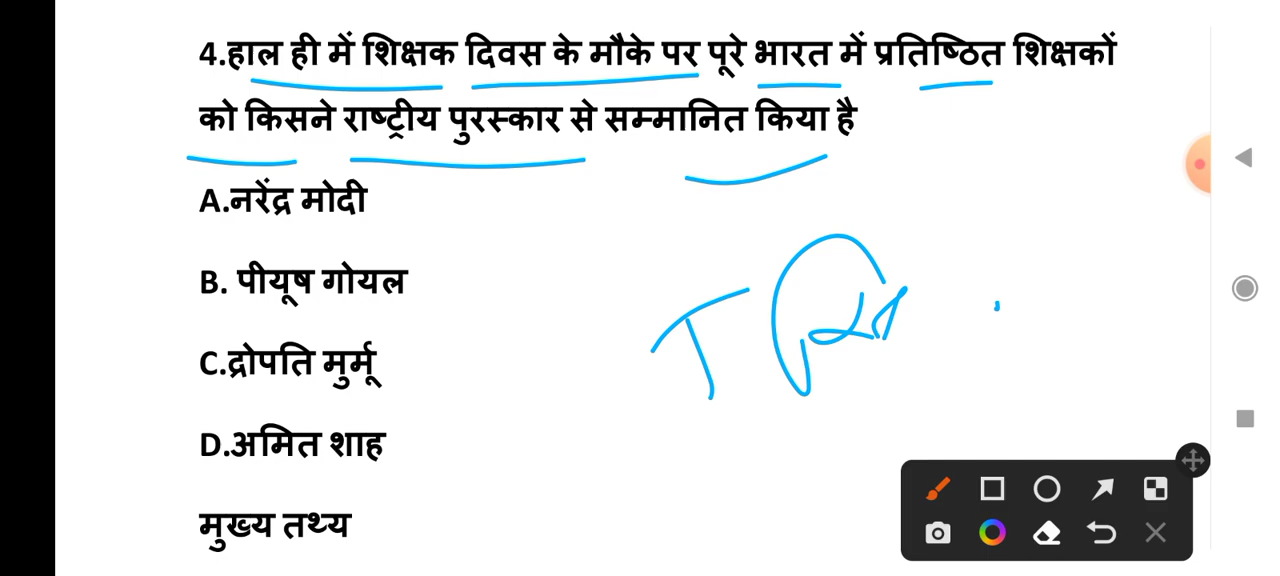 4.हाल ही में शिक्षक दिवस के मौके पर पूरे भारत में प्रतिष्ठित शिक्षकों
को किसने राष्ट्रीय पुरस्कार से सम्मानित किया है
A.नरेंद्र मोदी
B. पीयूष गोयल
C.द्रोपति मुर्मू
D.अमित शाह
मुख्य तथ्य